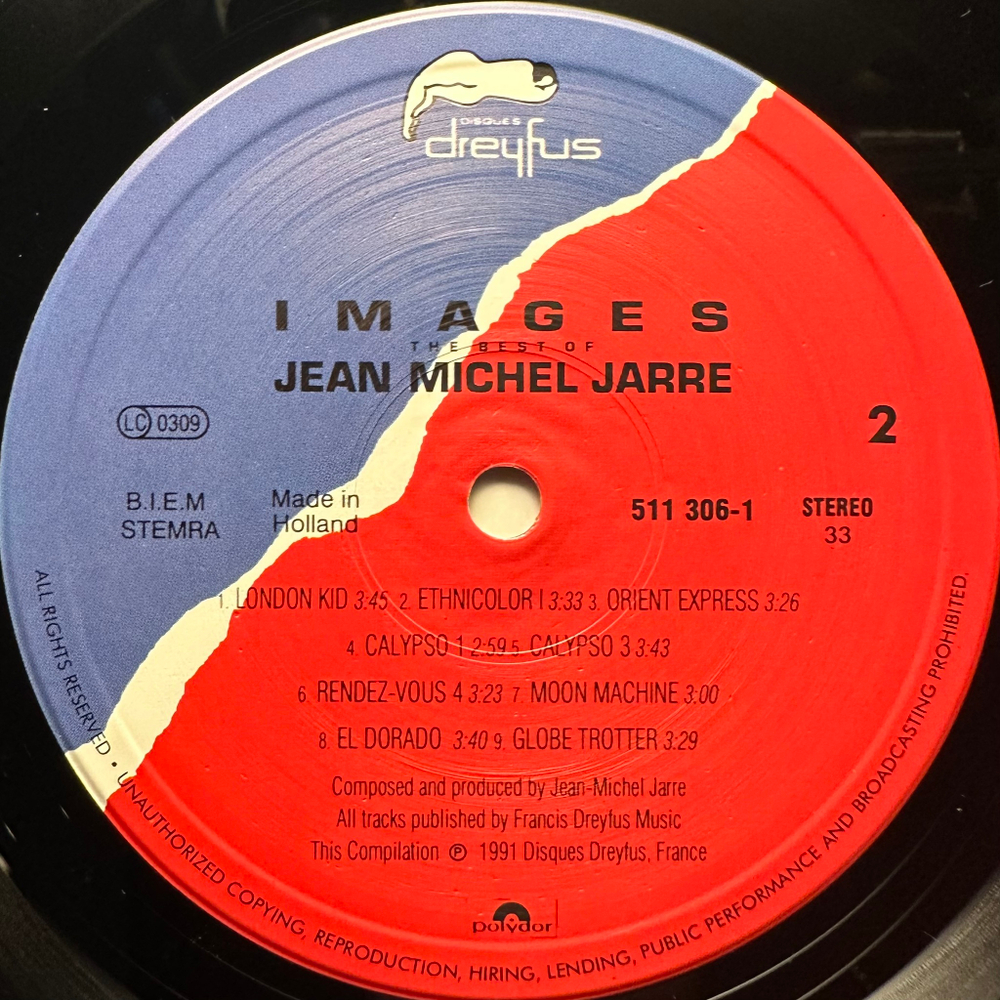 DISQUES
dreyfus
IMAGES
THE BEST OF
JEAN MICHEL JARRE
LC 0309
2
B.I.E.M
STEMRA
Made in
Holland
511 306-1
STEREO
33
1. LONDON KID 3:45 2. ETHNICOLOR I 3:33 3. ORIENT EXPRESS 3:26
4. CALYPSO 1 2:59 5. CALYPSO 3 3:43
6. RENDEZ-VOUS 4 3:23 7. MOON MACHINE 3:00
8. EL DORADO 3:40 9. GLOBE TROTTER 3:29
Composed and produced by Jean-Michel Jarre
All tracks published by Francis Dreyfus Music
This Compilation ℗ 1991 Disques Dreyfus, France
polydor
ALL RIGHTS RESERVED • UNAUTHORIZED COPYING, REPRODUCTION, HIRING, LENDING, PUBLIC PERFORMANCE AND BROADCASTING PROHIBITED.